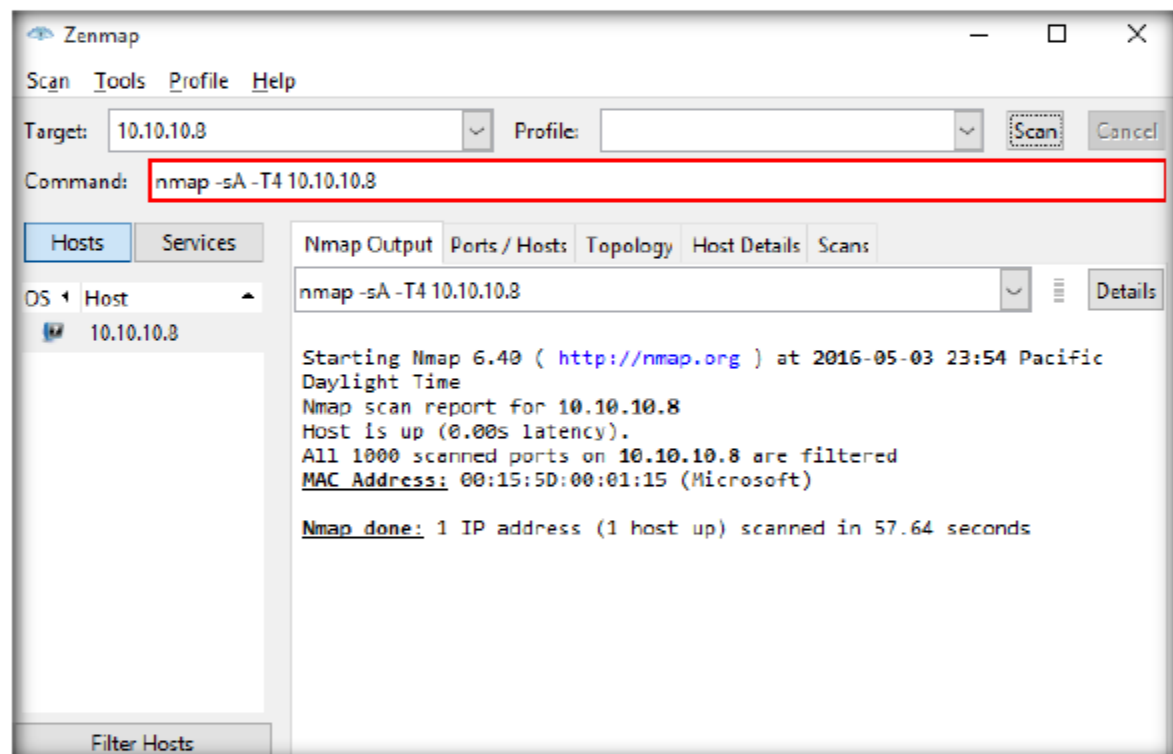 Zenmap
Scan Tools Profile Help
Target: 10.10.10.8 Profile: Scan Cancel
Command: nmap -sA -T4 10.10.10.8
Hosts Services Nmap Output Ports / Hosts Topology Host Details Scans
OS Host nmap -sA -T4 10.10.10.8 Details
10.10.10.8
Starting Nmap 6.40 ( http://nmap.org ) at 2016-05-03 23:54 Pacific
Daylight Time
Nmap scan report for 10.10.10.8
Host is up (0.00s latency).
All 1000 scanned ports on 10.10.10.8 are filtered
MAC Address: 00:15:5D:00:01:15 (Microsoft)
Nmap done: 1 IP address (1 host up) scanned in 57.64 seconds
Filter Hosts